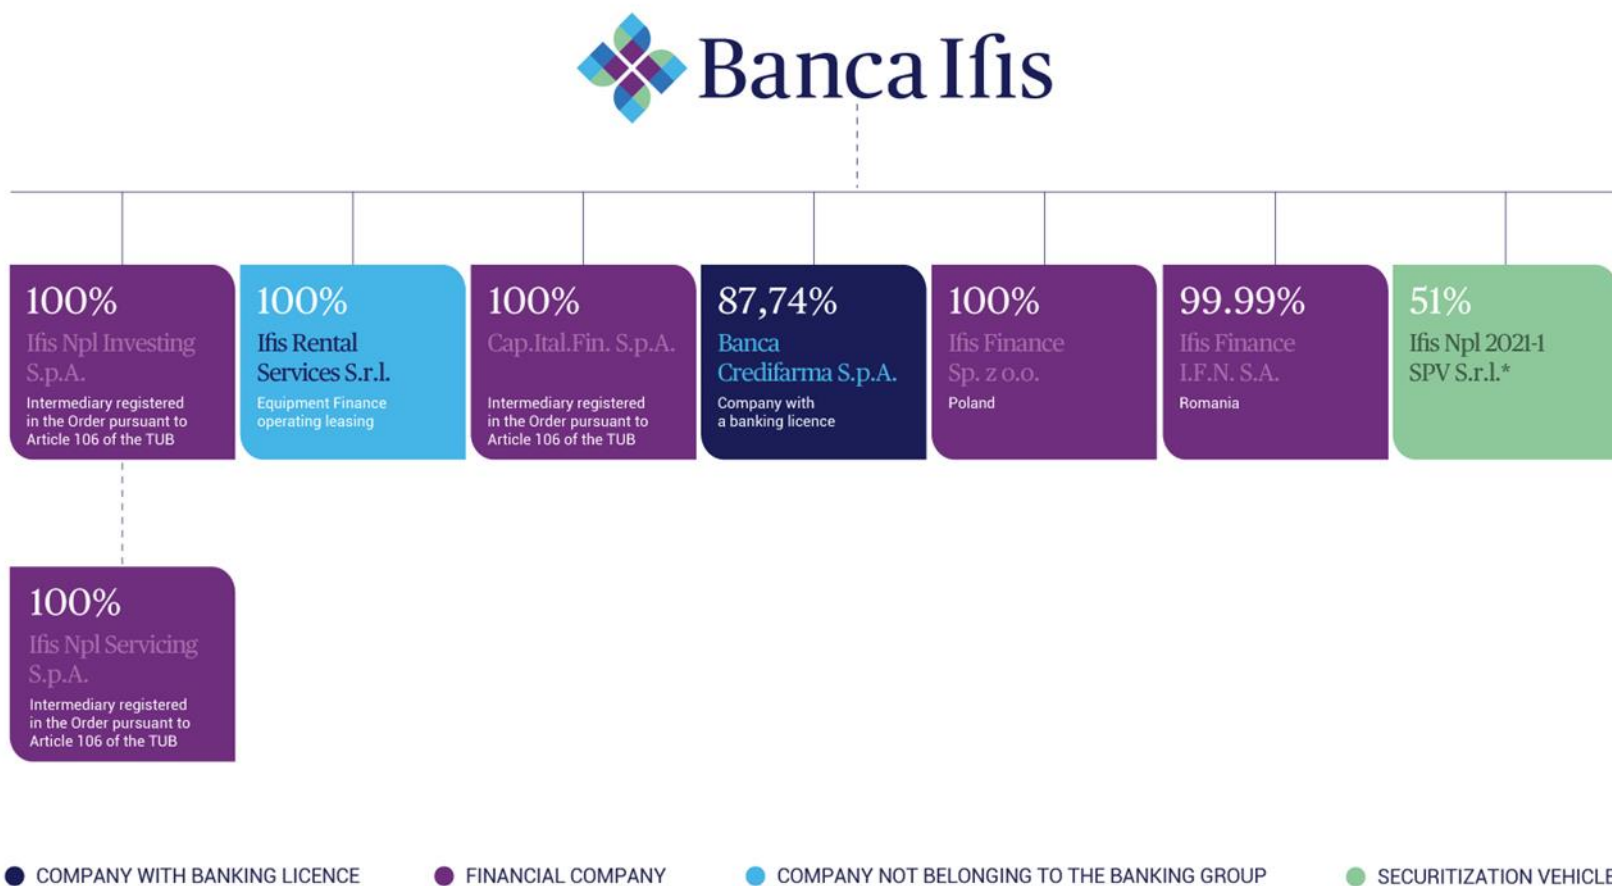 Banca Ifis
100%
Ifis Npl Investing
S.p.A.
Intermediary registered
in the Order pursuant to
Article 106 of the TUB
100%
Ifis Rental
Services S.r.l.
Equipment Finance
operating leasing
100%
Cap.Ital.Fin. S.p.A.
Intermediary registered
in the Order pursuant to
Article 106 of the TUB
87,74%
Banca
Credifarma S.p.A.
Company with
a banking licence
100%
Ifis Finance
Sp. z o.o.
Poland
99.99%
Ifis Finance
I.F.N. S.A.
Romania
51%
Ifis Npl 2021-1
SPV S.r.l.*
100%
Ifis Npl Servicing
S.p.A.
Intermediary registered
in the Order pursuant to
Article 106 of the TUB
COMPANY WITH BANKING LICENCE
FINANCIAL COMPANY
COMPANY NOT BELONGING TO THE BANKING GROUP
SECURITIZATION VEHICLE